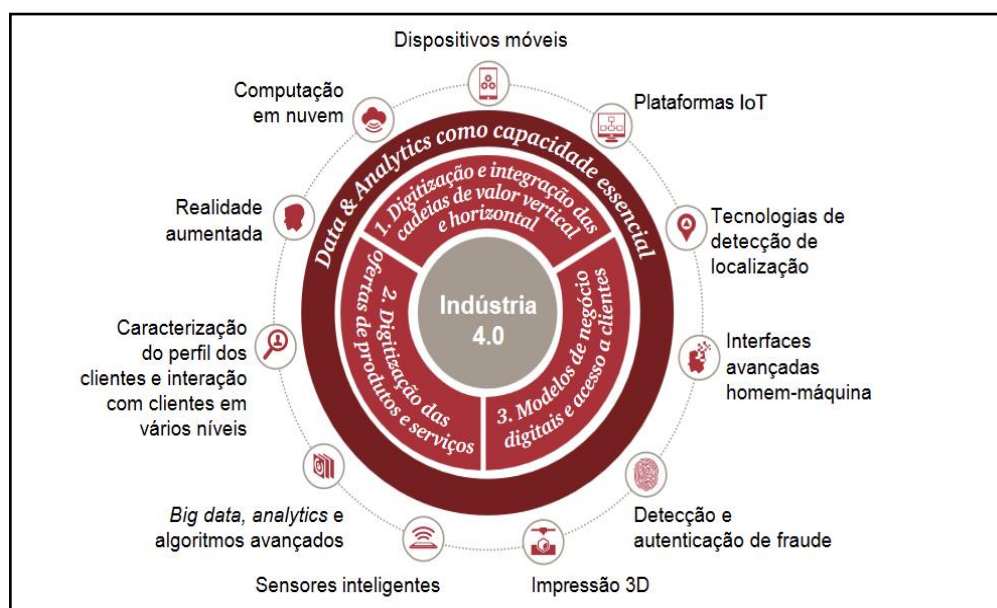 Dispositivos móveis
Computação
em nuvem
Plataformas IoT
Realidade
aumentada
Tecnologias de
detecção de
localização
Caracterização
do perfil dos
clientes e interação
com clientes em
vários níveis
Interfaces
avançadas
homem-máquina
Big data, analytics e
algoritmos avançados
Detecção e
autenticação de fraude
Sensores inteligentes
Impressão 3D
Data & Analytics como capacidade essencial
1. Digitização e integração das
cadeias de valor vertical
e horizontal
2. Digitização das
ofertas de produtos e serviços
3. Modelos de negócio
digitais e acesso a clientes
Indústria
4.0